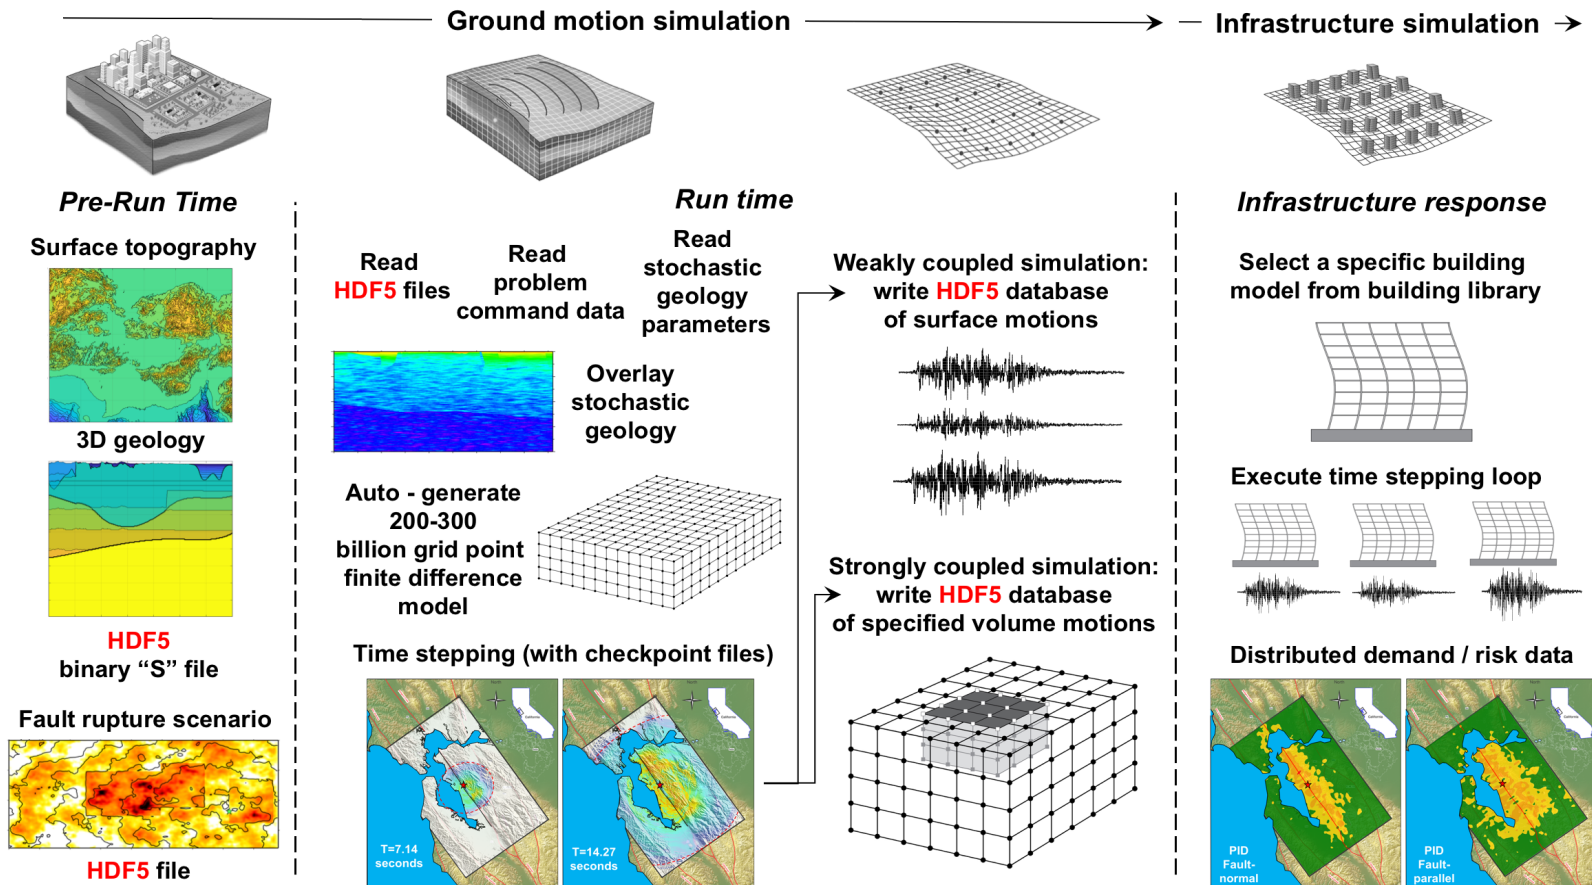 Ground motion simulation
Infrastructure simulation
Pre-Run Time
Surface topography
3D geology
HDF5
binary “S” file
Fault rupture scenario
HDF5 file
Run time
Read
HDF5 files
Read
problem
command data
Read
stochastic
geology
parameters
Overlay
stochastic
geology
Auto - generate
200-300
billion grid point
finite difference
model
Time stepping (with checkpoint files)
California
T=7.14
seconds
California
T=14.27
seconds
Weakly coupled simulation:
write HDF5 database
of surface motions
Strongly coupled simulation:
write HDF5 database
of specified volume motions
Infrastructure response
Select a specific building
model from building library
Execute time stepping loop
Distributed demand / risk data
California
PID
Fault-
normal
California
PID
Fault-
parallel